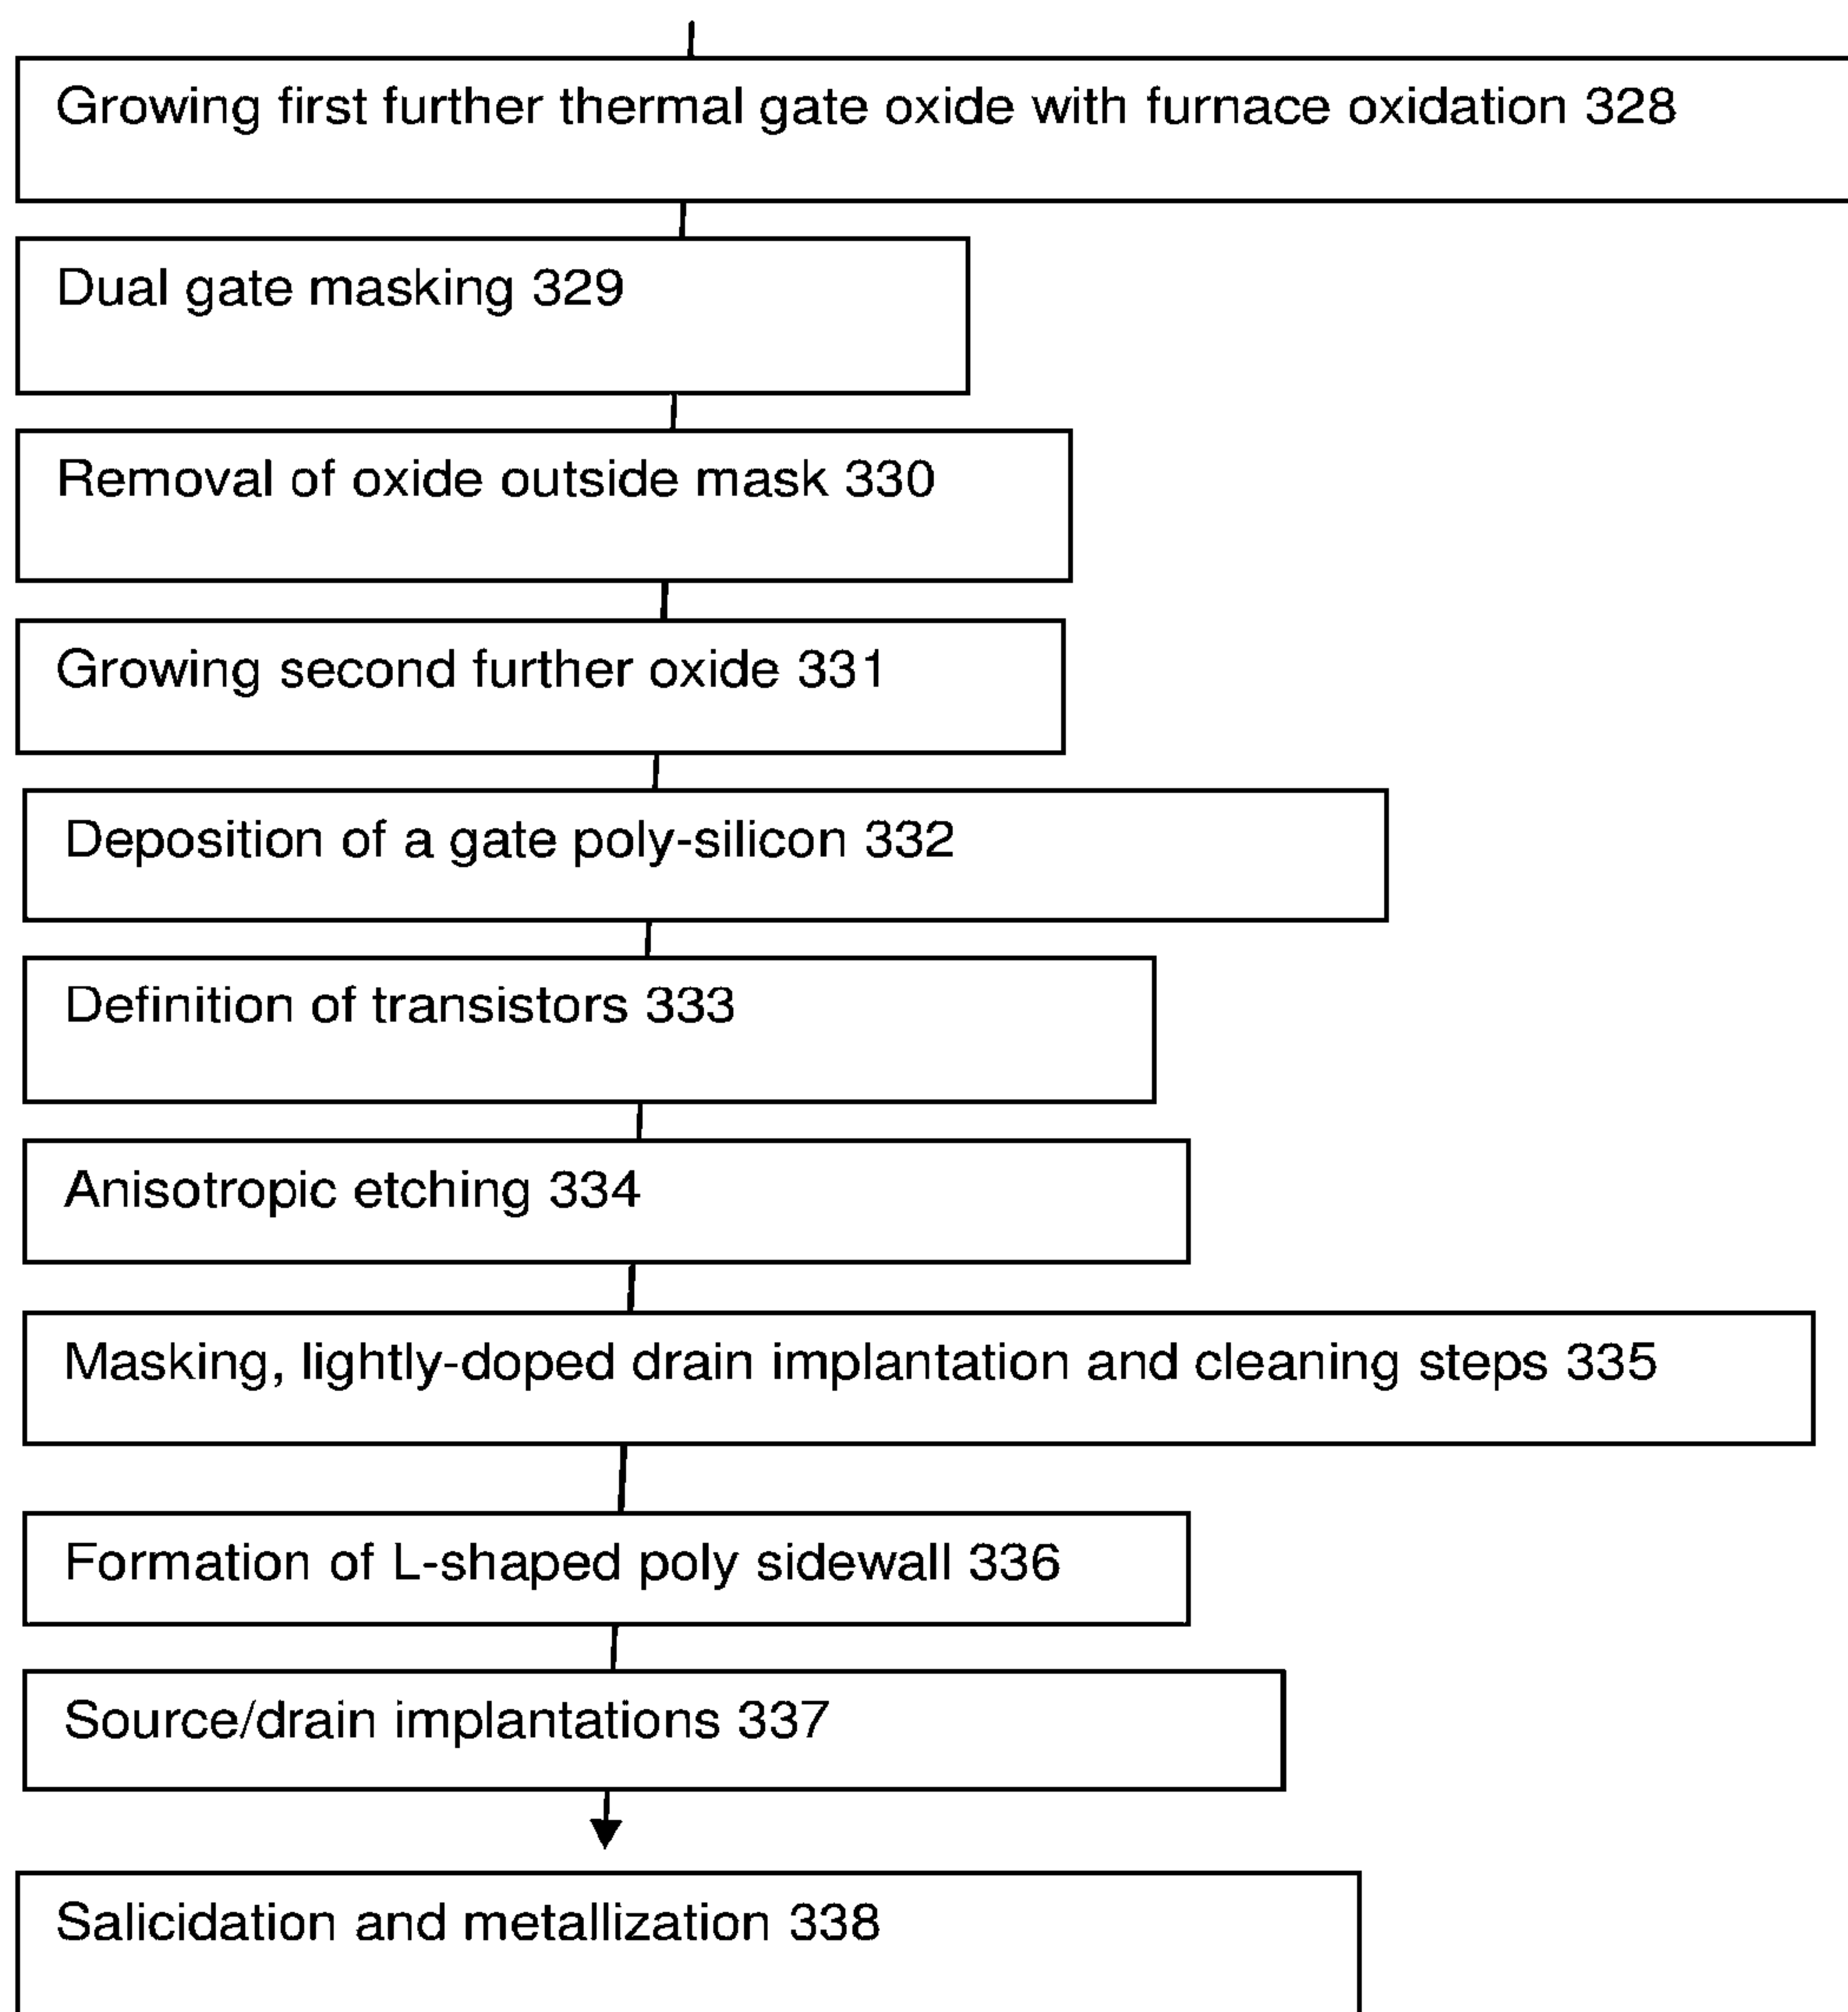 Growing first further thermal gate oxide with furnace oxidation 328
Dual gate masking 329
Removal of oxide outside mask 330
Growing second further oxide 331
Deposition of a gate poly-silicon 332
Definition of transistors 333
Anisotropic etching 334
Masking, lightly-doped drain implantation and cleaning steps 335
Formation of L-shaped poly sidewall 336
Source/drain implantations 337
Salicidation and metallization 338